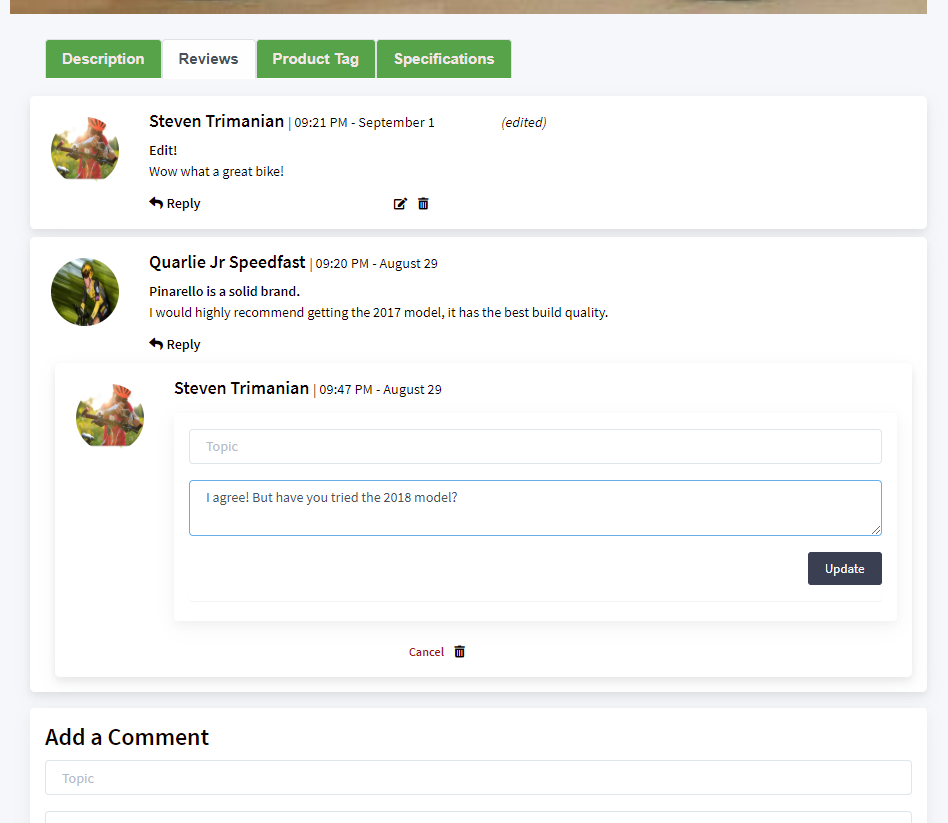 Description Reviews Product Tag Specifications
Steven Trimanian | 09:21 PM - September 1 (edited)
Edit!
Wow what a great bike!
Reply
Quarlie Jr Speedfast | 09:20 PM - August 29
Pinarello is a solid brand.
I would highly recommend getting the 2017 model, it has the best build quality.
Reply
Steven Trimanian | 09:47 PM - August 29
Topic
I agree! But have you tried the 2018 model?
Update
Cancel
Add a Comment
Topic